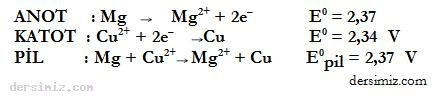 ANOT : Mg → Mg²⁺ + 2e⁻ E⁰ = 2,37
KATOT : Cu²⁺ + 2e⁻ →Cu E⁰ = 2,34 V
PİL : Mg + Cu²⁺→Mg²⁺ + Cu E⁰pil = 2,37 V
dersimiz.com
dersimiz.com